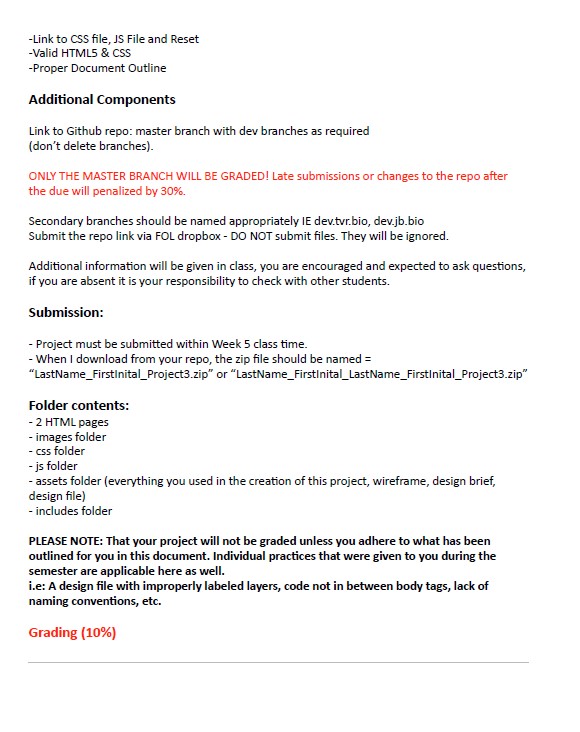 -Link to CSS file, JS File and Reset
-Valid HTML5 & CSS
-Proper Document Outline
Additional Components
Link to Github repo: master branch with dev branches as required
(don’t delete branches).
ONLY THE MASTER BRANCH WILL BE GRADED! Late submissions or changes to the repo after
the due will penalized by 30%.
Secondary branches should be named appropriately IE dev.tvr.bio, dev.jb.bio
Submit the repo link via FOL dropbox - DO NOT submit files. They will be ignored.
Additional information will be given in class, you are encouraged and expected to ask questions,
if you are absent it is your responsibility to check with other students.
Submission:
- Project must be submitted within Week 5 class time.
- When I download from your repo, the zip file should be named =
“LastName_FirstInital_Project3.zip” or “LastName_FirstInital_LastName_FirstInital_Project3.zip”
Folder contents:
- 2 HTML pages
- images folder
- css folder
- js folder
- assets folder (everything you used in the creation of this project, wireframe, design brief,
design file)
- includes folder
PLEASE NOTE: That your project will not be graded unless you adhere to what has been
outlined for you in this document. Individual practices that were given to you during the
semester are applicable here as well.
i.e: A design file with improperly labeled layers, code not in between body tags, lack of
naming conventions, etc.
Grading (10%)